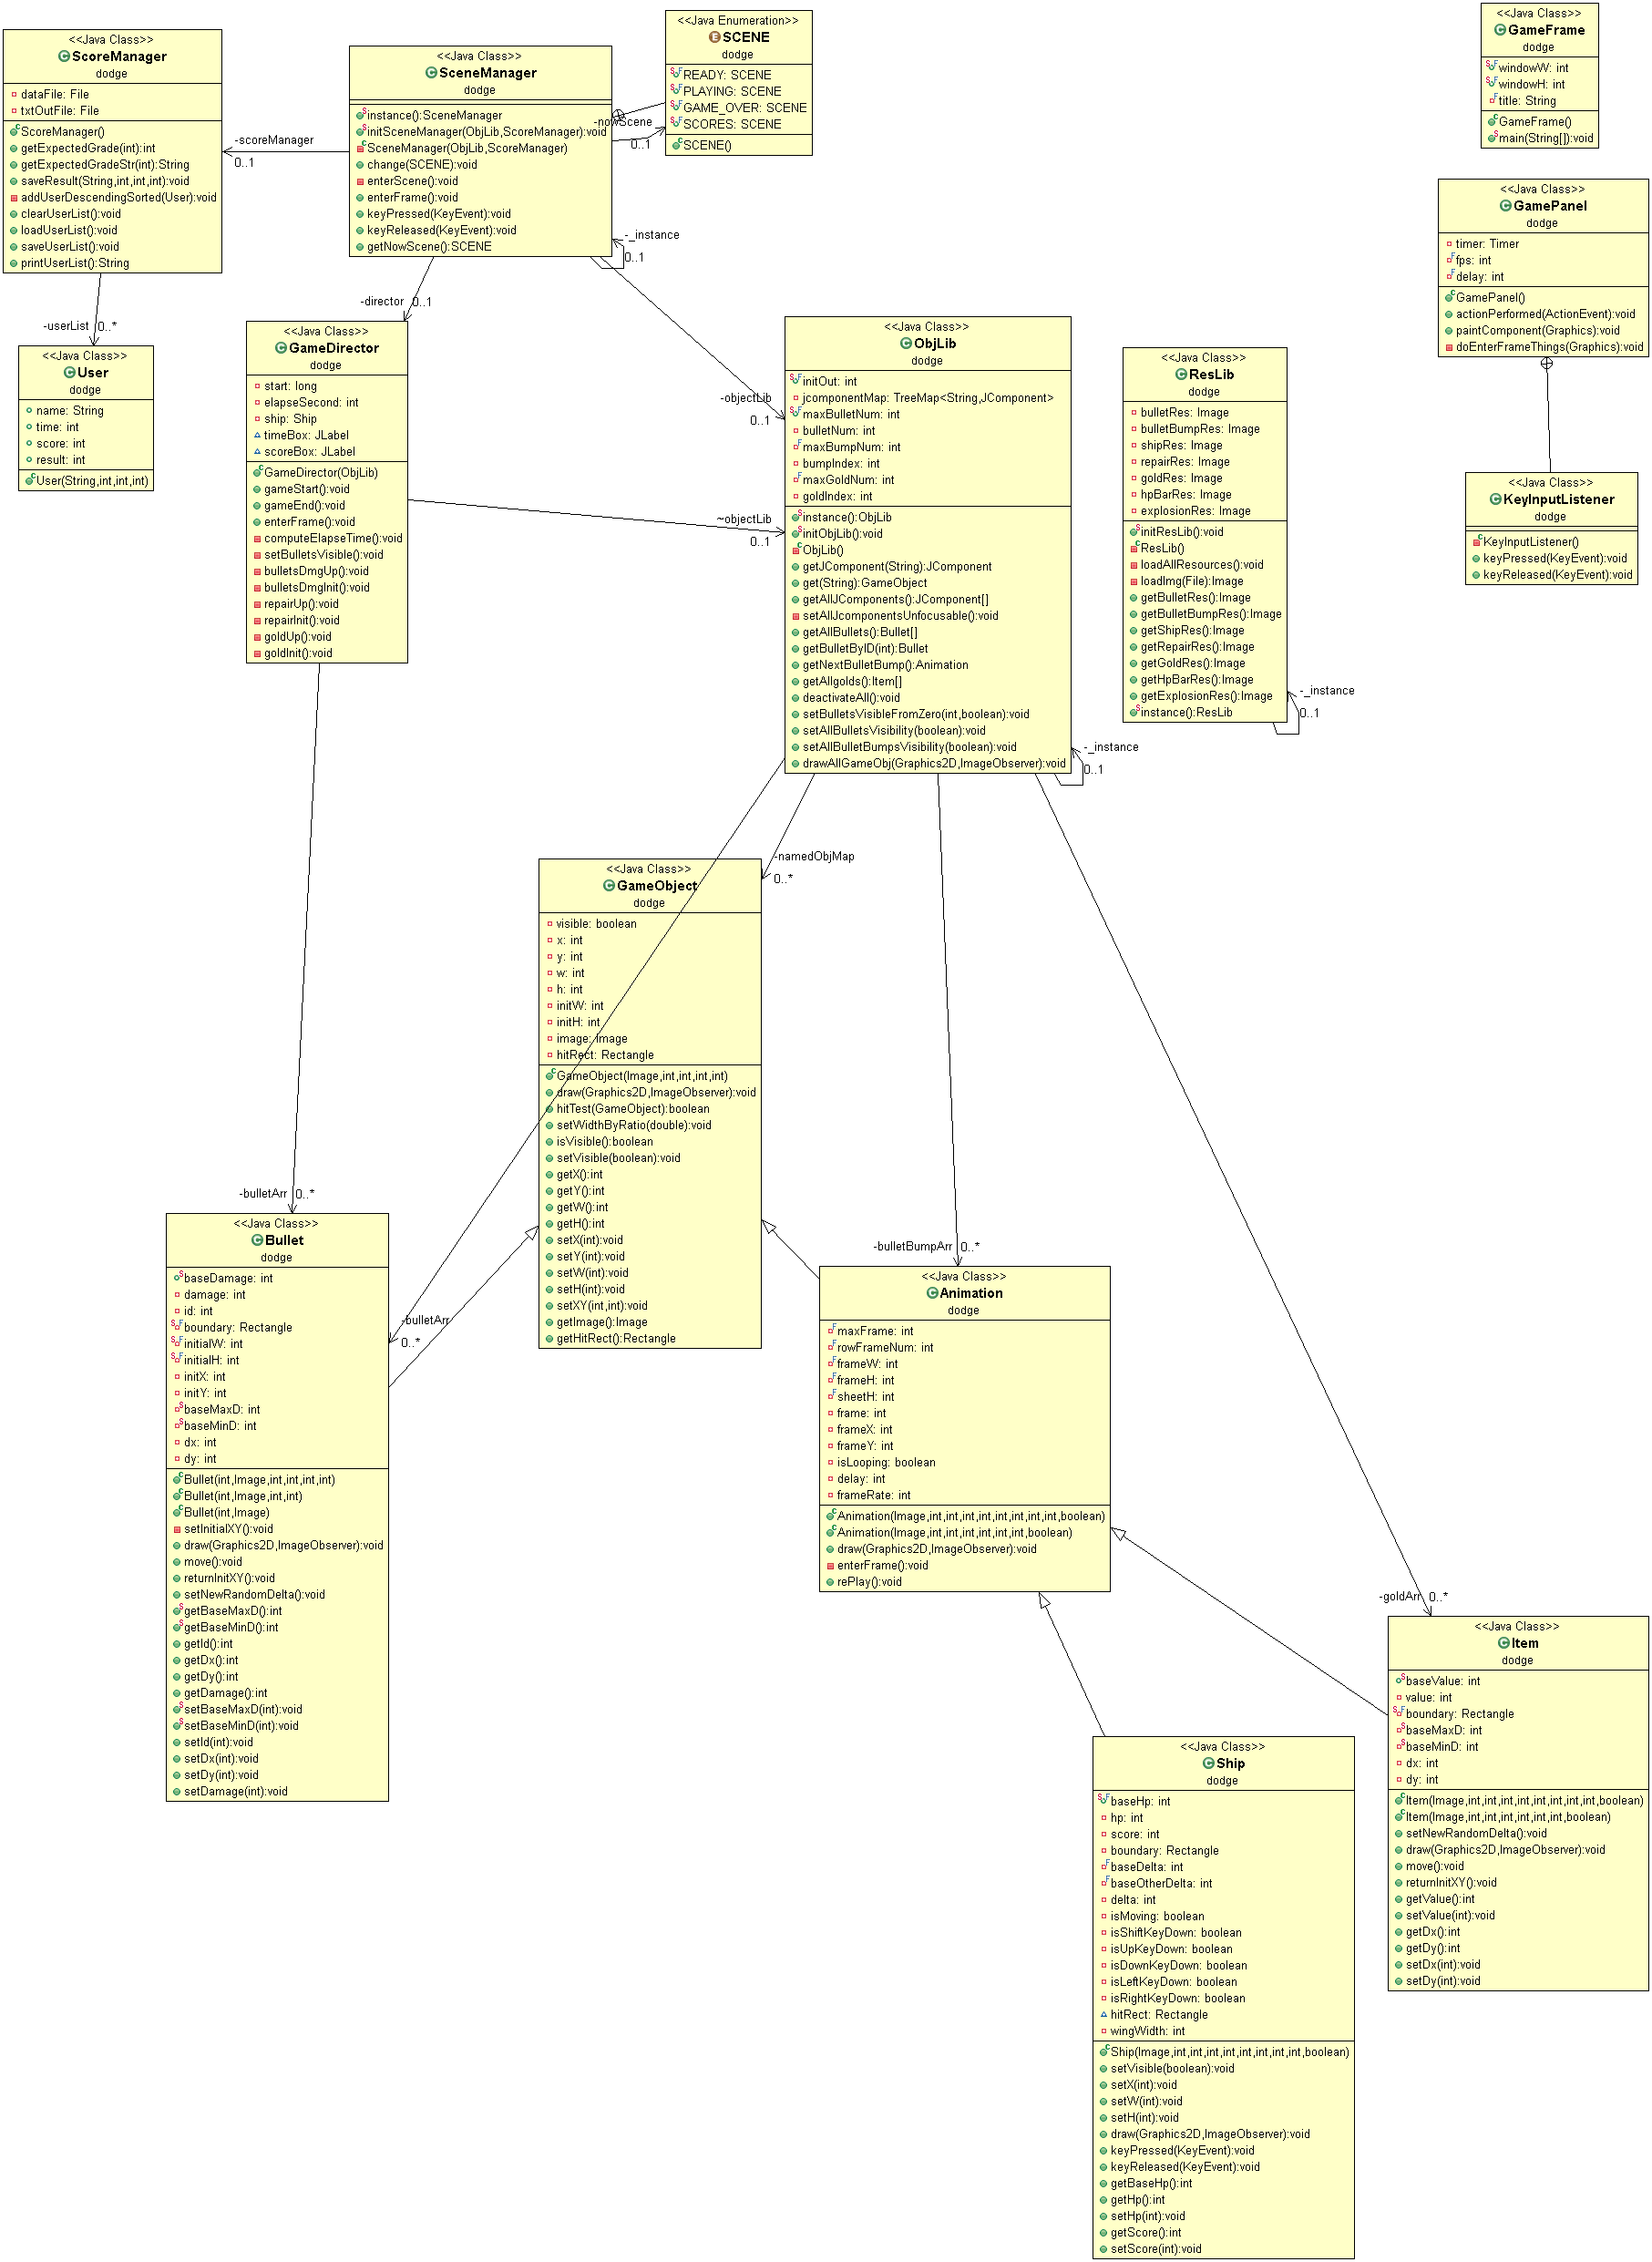 <<Java Class>>
ScoreManager
dodge
dataFile: File
txtOutFile: File
ScoreManager()
getExpectedGrade(int):int
getExpectedGradeStr(int):String
saveResult(String,int,int,int):void
addUserDescendingSorted(User):void
clearUserList():void
loadUserList():void
saveUserList():void
printUserList():String
-scoreManager
0..1
<<Java Class>>
SceneManager
dodge
instance():SceneManager
initSceneManager(ObjLib,ScoreManager):void
SceneManager(ObjLib,ScoreManager)
change(SCENE):void
enterScene():void
enterFrame():void
keyPressed(KeyEvent):void
keyReleased(KeyEvent):void
getNowScene():SCENE
-nowScene
0..1
-_instance
0..1
<<Java Enumeration>>
SCENE
dodge
READY: SCENE
PLAYING: SCENE
GAME_OVER: SCENE
SCORES: SCENE
SCENE()
<<Java Class>>
GameFrame
dodge
windowW: int
windowH: int
title: String
GameFrame()
main(String[]):void
<<Java Class>>
GamePanel
dodge
timer: Timer
fps: int
delay: int
GamePanel()
actionPerformed(ActionEvent):void
paintComponent(Graphics):void
doEnterFrameThings(Graphics):void
-userList
0..*
<<Java Class>>
User
dodge
name: String
time: int
score: int
result: int
User(String,int,int,int)
-director
0..1
<<Java Class>>
GameDirector
dodge
start: long
elapseSecond: int
ship: Ship
timeBox: JLabel
scoreBox: JLabel
GameDirector(ObjLib)
gameStart():void
gameEnd():void
enterFrame():void
computeElapseTime():void
setBulletsVisible():void
bulletsDmgUp():void
bulletsDmgInit():void
repairUp():void
repairInit():void
goldUp():void
goldInit():void
-objectLib
0..1
~objectLib
0..1
<<Java Class>>
ObjLib
dodge
initOut: int
jcomponentMap: TreeMap<String,JComponent>
maxBulletNum: int
bulletNum: int
maxBumpNum: int
bumpIndex: int
maxGoldNum: int
goldIndex: int
instance():ObjLib
initObjLib():void
ObjLib()
getJComponent(String):JComponent
get(String):GameObject
getAllJComponents():JComponent[]
setAllJcomponentsUnfocusable():void
getAllBullets():Bullet[]
getBulletByID(int):Bullet
getNextBulletBump():Animation
getAllgolds():Item[]
deactivateAll():void
setBulletsVisibleFromZero(int,boolean):void
setAllBulletsVisibility(boolean):void
setAllBulletBumpsVisibility(boolean):void
drawAllGameObj(Graphics2D,ImageObserver):void
-_instance
0..1
<<Java Class>>
ResLib
dodge
bulletRes: Image
bulletBumpRes: Image
shipRes: Image
repairRes: Image
goldRes: Image
hpBarRes: Image
explosionRes: Image
initResLib():void
ResLib()
loadAllResources():void
loadImg(File):Image
getBulletRes():Image
getBulletBumpRes():Image
getShipRes():Image
getRepairRes():Image
getGoldRes():Image
getHpBarRes():Image
getExplosionRes():Image
instance():ResLib
-_instance
0..1
<<Java Class>>
KeyInputListener
dodge
KeyInputListener()
keyPressed(KeyEvent):void
keyReleased(KeyEvent):void
-namedObjMap
0..*
<<Java Class>>
GameObject
dodge
visible: boolean
x: int
y: int
w: int
h: int
initW: int
initH: int
image: Image
hitRect: Rectangle
GameObject(Image,int,int,int,int)
draw(Graphics2D,ImageObserver):void
hitTest(GameObject):boolean
setWidthByRatio(double):void
isVisible():boolean
setVisible(boolean):void
getX():int
getY():int
getW():int
getH():int
setX(int):void
setY(int):void
setW(int):void
setH(int):void
setXY(int,int):void
getImage():Image
getHitRect():Rectangle
-bulletArr
0..*
<<Java Class>>
Bullet
dodge
baseDamage: int
damage: int
id: int
boundary: Rectangle
initialW: int
initialH: int
initX: int
initY: int
baseMaxD: int
baseMinD: int
dx: int
dy: int
Bullet(int,Image,int,int,int,int)
Bullet(int,Image,int,int)
Bullet(int,Image)
setInitialXY():void
draw(Graphics2D,ImageObserver):void
move():void
returnInitXY():void
setNewRandomDelta():void
getBaseMaxD():int
getBaseMinD():int
getId():int
getDx():int
getDy():int
getDamage():int
setBaseMaxD(int):void
setBaseMinD(int):void
setId(int):void
setDx(int):void
setDy(int):void
setDamage(int):void
-bulletArr
0..*
-bulletBumpArr
0..*
<<Java Class>>
Animation
dodge
maxFrame: int
rowFrameNum: int
frameW: int
frameH: int
sheetH: int
frame: int
frameX: int
frameY: int
isLooping: boolean
delay: int
frameRate: int
Animation(Image,int,int,int,int,int,int,int,int,boolean)
Animation(Image,int,int,int,int,int,int,boolean)
draw(Graphics2D,ImageObserver):void
enterFrame():void
rePlay():void
-goldArr
0..*
<<Java Class>>
Item
dodge
baseValue: int
value: int
boundary: Rectangle
baseMaxD: int
baseMinD: int
dx: int
dy: int
Item(Image,int,int,int,int,int,int,int,int,boolean)
Item(Image,int,int,int,int,int,int,boolean)
setNewRandomDelta():void
draw(Graphics2D,ImageObserver):void
move():void
returnInitXY():void
getValue():int
setValue(int):void
getDx():int
getDy():int
setDx(int):void
setDy(int):void
<<Java Class>>
Ship
dodge
baseHp: int
hp: int
score: int
boundary: Rectangle
baseDelta: int
baseOtherDelta: int
delta: int
isMoving: boolean
isShiftKeyDown: boolean
isUpKeyDown: boolean
isDownKeyDown: boolean
isLeftKeyDown: boolean
isRightKeyDown: boolean
hitRect: Rectangle
wingWidth: int
Ship(Image,int,int,int,int,int,int,int,int,boolean)
setVisible(boolean):void
setX(int):void
setW(int):void
setH(int):void
draw(Graphics2D,ImageObserver):void
keyPressed(KeyEvent):void
keyReleased(KeyEvent):void
getBaseHp():int
getHp():int
setHp(int):void
getScore():int
setScore(int):void